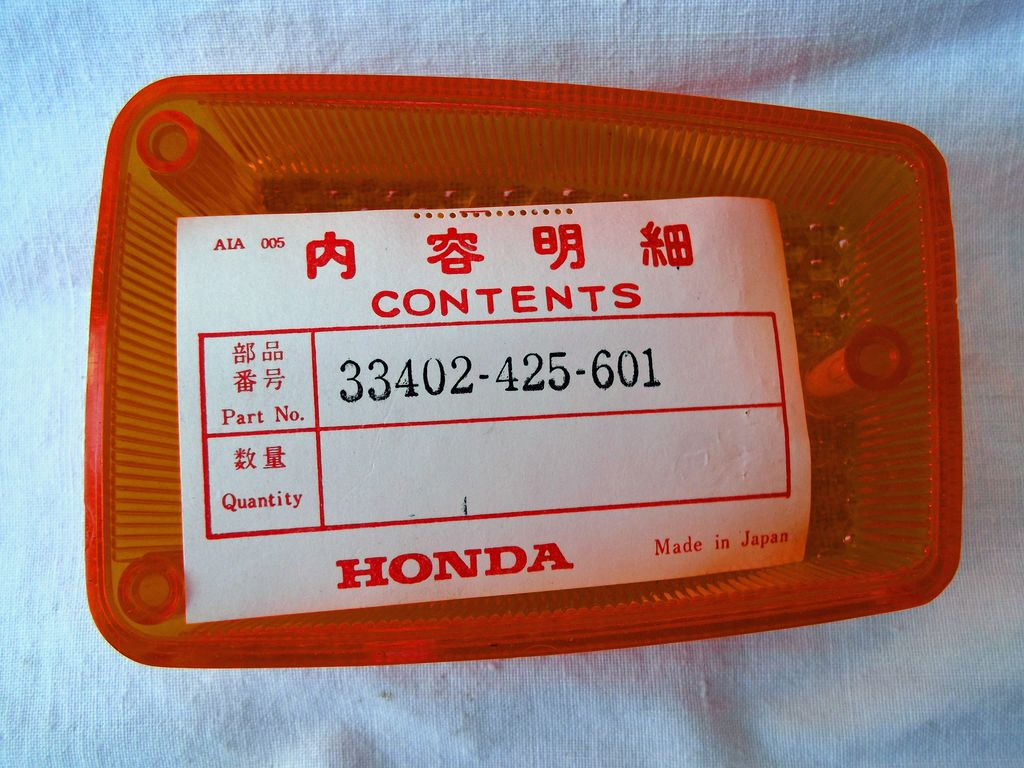 AIA 005
内容明細
CONTENTS
部品
番号
Part No.
33402-425-601
数量
Quantity
HONDA
Made in Japan